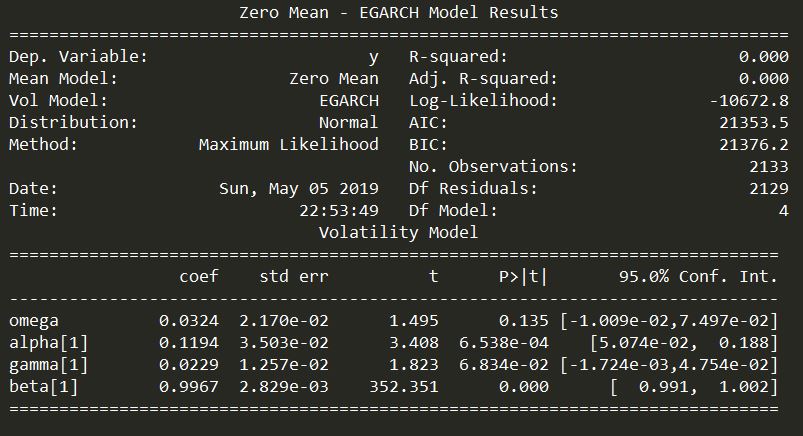 Zero Mean - EGARCH Model Results
==============================================================================
Dep. Variable:                      y   R-squared:                       0.000
Mean Model:                 Zero Mean   Adj. R-squared:                  0.000
Vol Model:                     EGARCH   Log-Likelihood:               -10672.8
Distribution:                  Normal   AIC:                           21353.5
Method:            Maximum Likelihood   BIC:                           21376.2
                                        No. Observations:                 2133
Date:                Sun, May 05 2019   Df Residuals:                     2129
Time:                        22:53:49   Df Model:                            4
Volatility Model
=============================================================================
                 coef    std err          t      P>|t|       95.0% Conf. Int.
-----------------------------------------------------------------------------
omega          0.0324  2.170e-02      1.495      0.135 [-1.009e-02,7.497e-02]
alpha[1]       0.1194  3.503e-02      3.408  6.538e-04    [5.074e-02,  0.188]
gamma[1]       0.0229  1.257e-02      1.823  6.834e-02 [-1.724e-03,4.754e-02]
beta[1]        0.9967  2.829e-03    352.351      0.000      [  0.991,  1.002]
=============================================================================